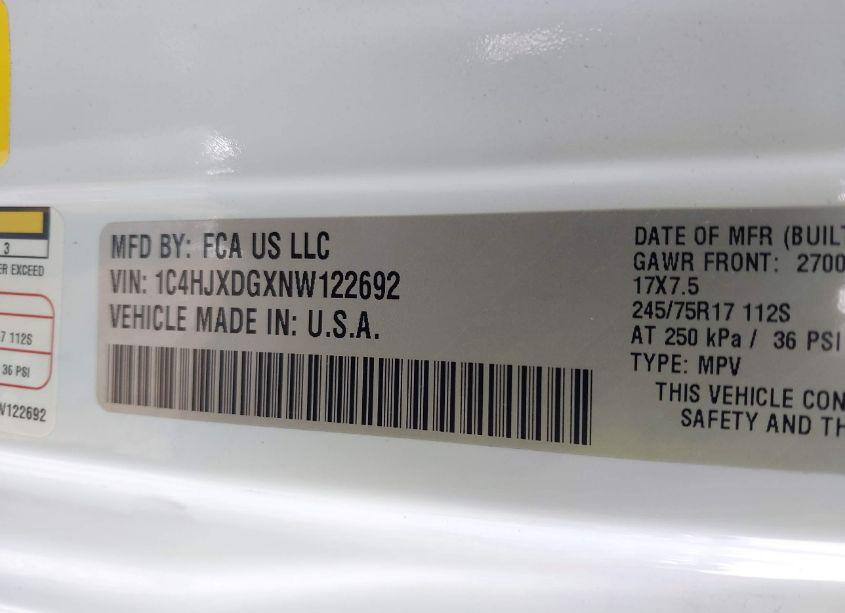 3
ER EXCEED
7 112S
36 PSI
W122692
MFD BY: FCA US LLC
VIN: 1C4HJXDGXNW122692
VEHICLE MADE IN: U.S.A.
DATE OF MFR (BUILT
GAWR FRONT: 2700
17X7.5
245/75R17 112S
AT 250 kPa / 36 PSI
TYPE: MPV
THIS VEHICLE CON
SAFETY AND TH